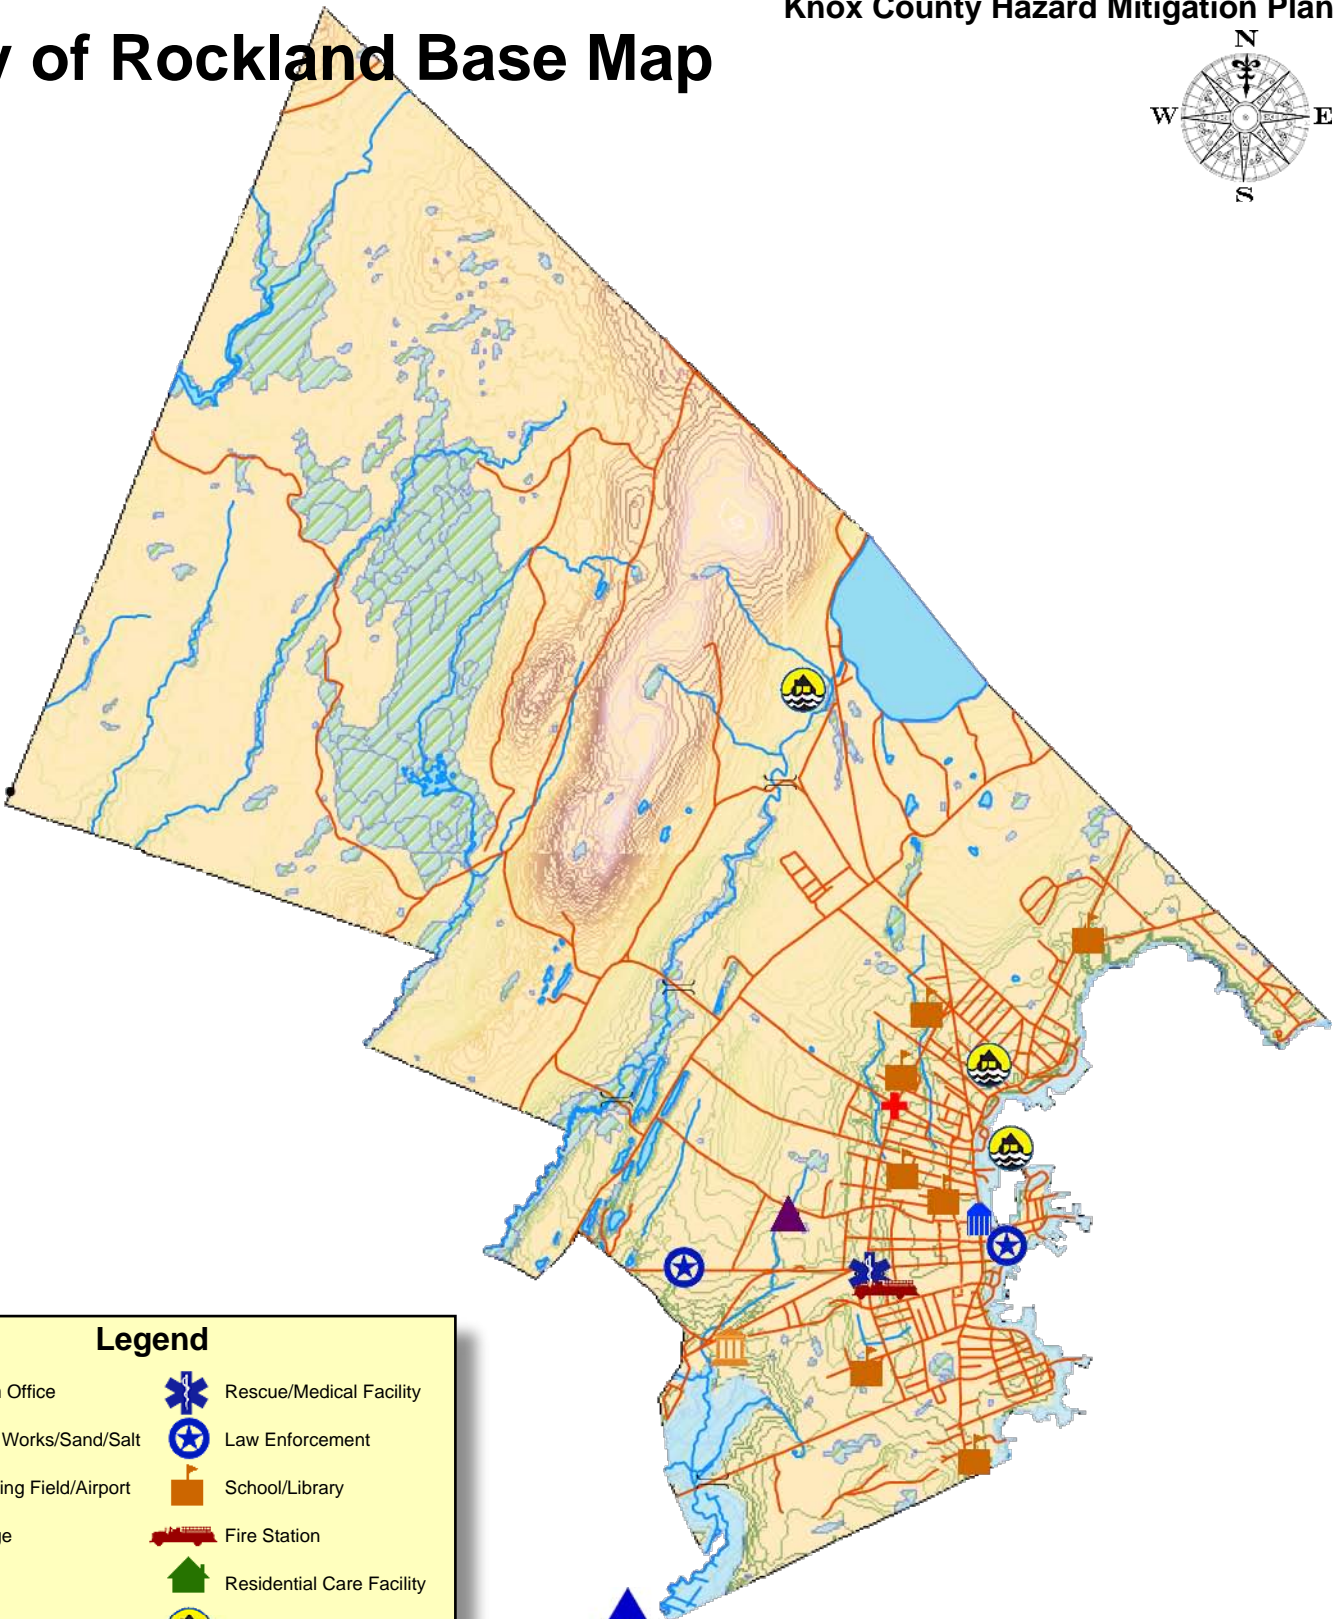 Knox County Hazard Mitigation Plan
y of Rockland Base Map
N
W E
S
Legend
Office
Rescue/Medical Facility
Works/Sand/Salt
Law Enforcement
ing Field/Airport
School/Library
ge
Fire Station
Residential Care Facility